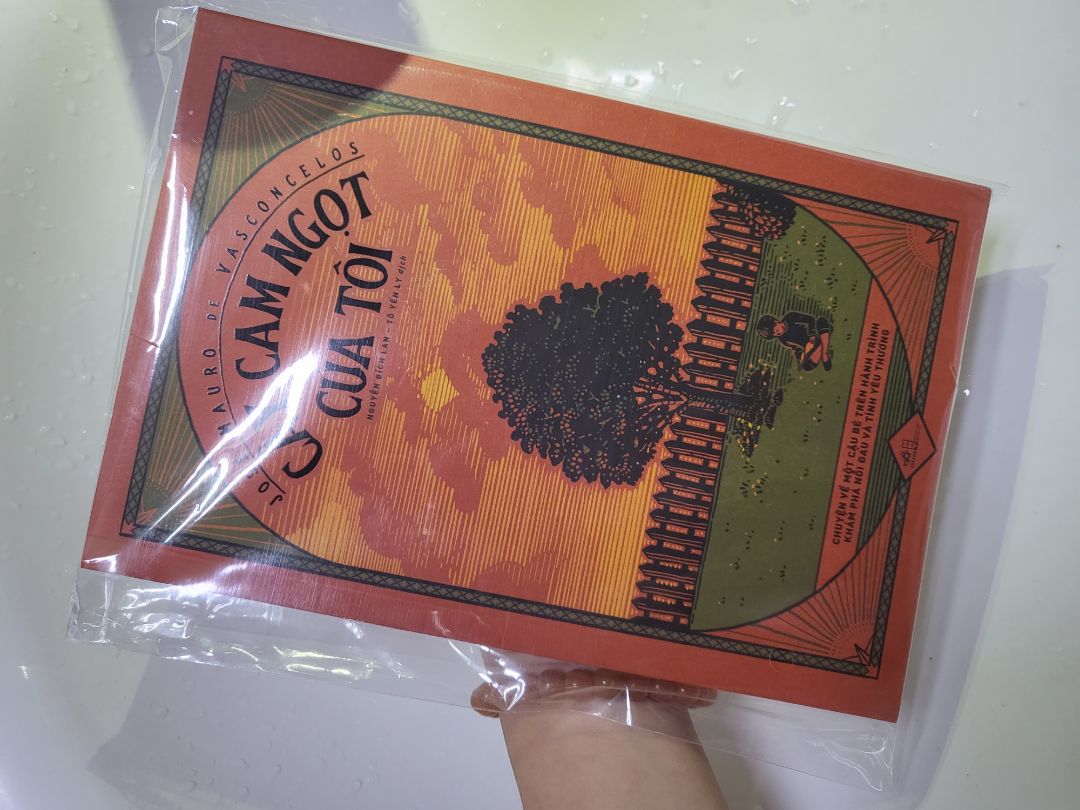 MAURO DE VASCONCELOS
CAM NGỌT
CỦA TÔI
NGUYỄN BÍCH LAN - TÔ YẾN LY dịch
CHUYỆN VỀ MỘT CẬU BÉ TRÊN HÀNH TRÌNH
KHÁM PHÁ NỖI ĐAU VÀ TÌNH YÊU THƯƠNG